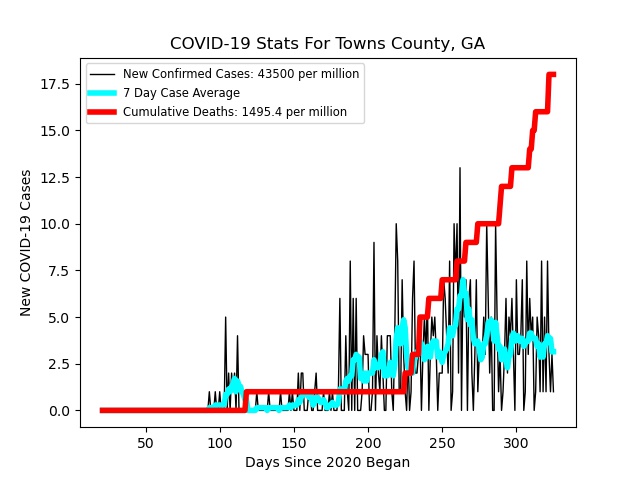 COVID-19 Stats For Towns County, GA
New Confirmed Cases: 43500 per million
7 Day Case Average
Cumulative Deaths: 1495.4 per million
New COVID-19 Cases
17.5
15.0
12.5
10.0
7.5
5.0
2.5
0.0
50 100 150 200 250 300
Days Since 2020 Began